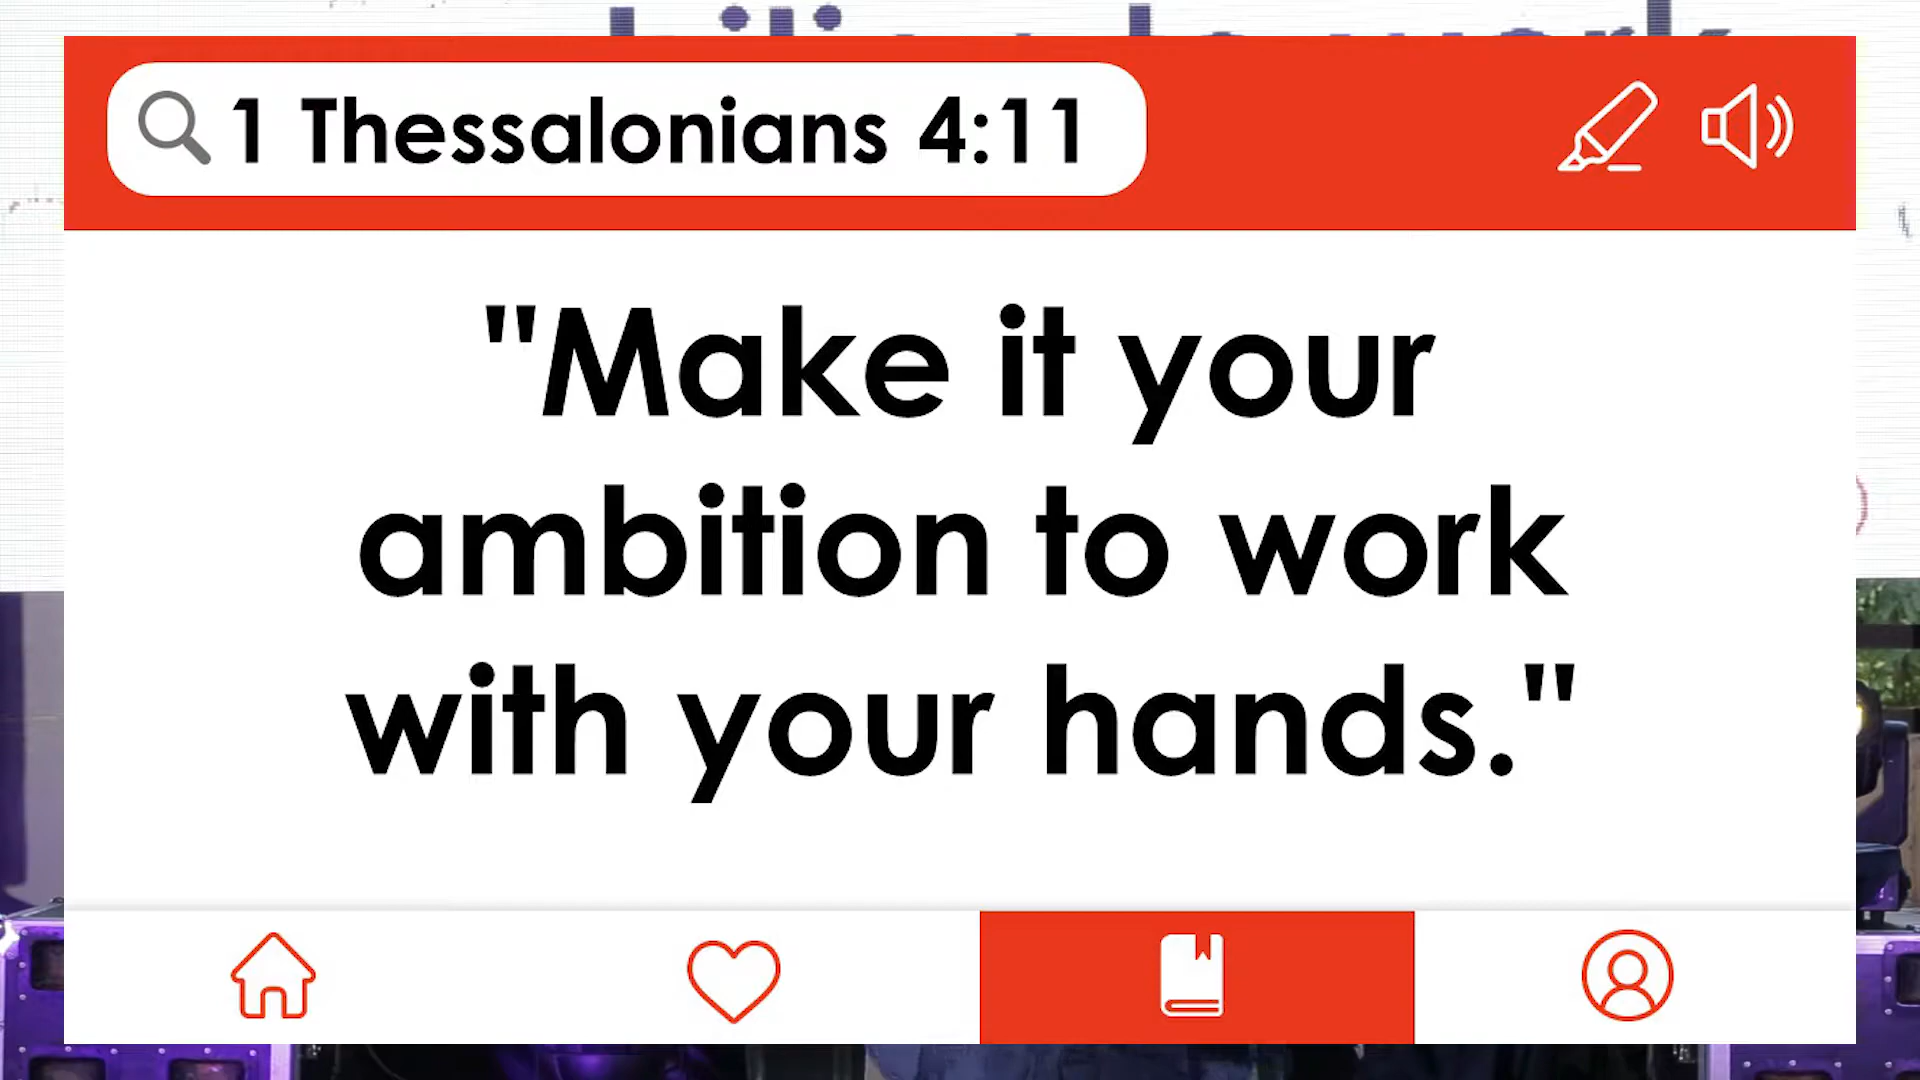 1 Thessalonians 4:11
"Make it your
ambition to work
with your hands."